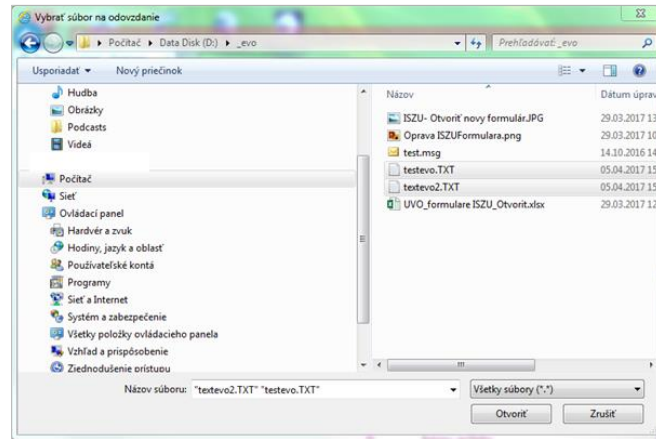 Vybrať súbor na odovzdanie
Počítač ▸ Data Disk (D:) ▸ _evo
Prehľadávať: _evo
Usporiadať Nový priečinok
Hudba
Obrázky
Podcasts
Videá
Počítač
Sieť
Ovládací panel
Hardvér a zvuk
Hodiny, jazyk a oblasť
Používateľské kontá
Programy
Sieť a Internet
Systém a zabezpečenie
Všetky položky ovládacieho panela
Vzhľad a prispôsobenie
Zjednodušenie prístupu
Názov Dátum úprav
ISZU- Otvoriť novy formulár.JPG 29.03.2017 13
Oprava ISZUFormulara.png 29.03.2017 10
test.msg 14.10.2016 14
testevo.TXT 05.04.2017 15
textevo2.TXT 05.04.2017 15
UVO_formulare ISZU_Otvorit.xlsx 29.03.2017 12
Názov súboru: "textevo2.TXT" "testevo.TXT"
Všetky súbory (*.*)
Otvoriť Zrušiť